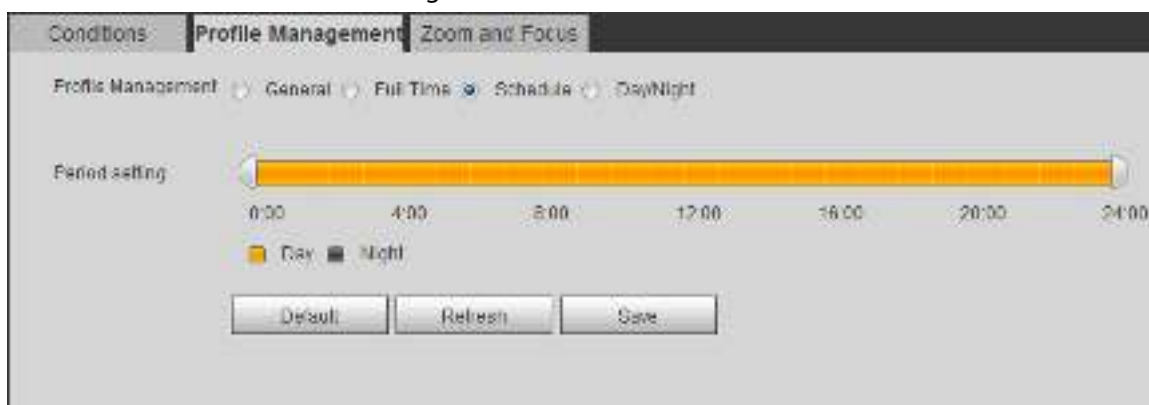 Conditions Profile Management Zoom and Focus
Profile Management General Full Time Schedule Day/Night
Period setting
0:00 4:00 8:00 12:00 16:00 20:00 24:00
Day Night
Default Refresh Save